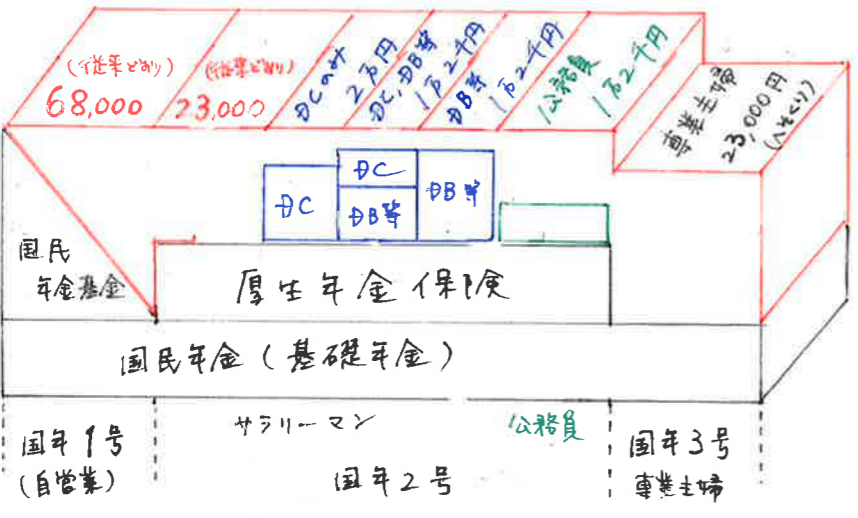 (従来どおり)
68,000
(従来どおり)
23,000
DCのみ
2万円
DC,DB等
1万2千円
DB等
1万2千円
公務員
1万2千円
専業主婦
23,000円
(へそくり)
DC
DC
DB等
DB等
国民
年金基金
厚生年金保険
国民年金(基礎年金)
サラリーマン
公務員
国年1号
(自営業)
国年2号
国年3号
専業主婦